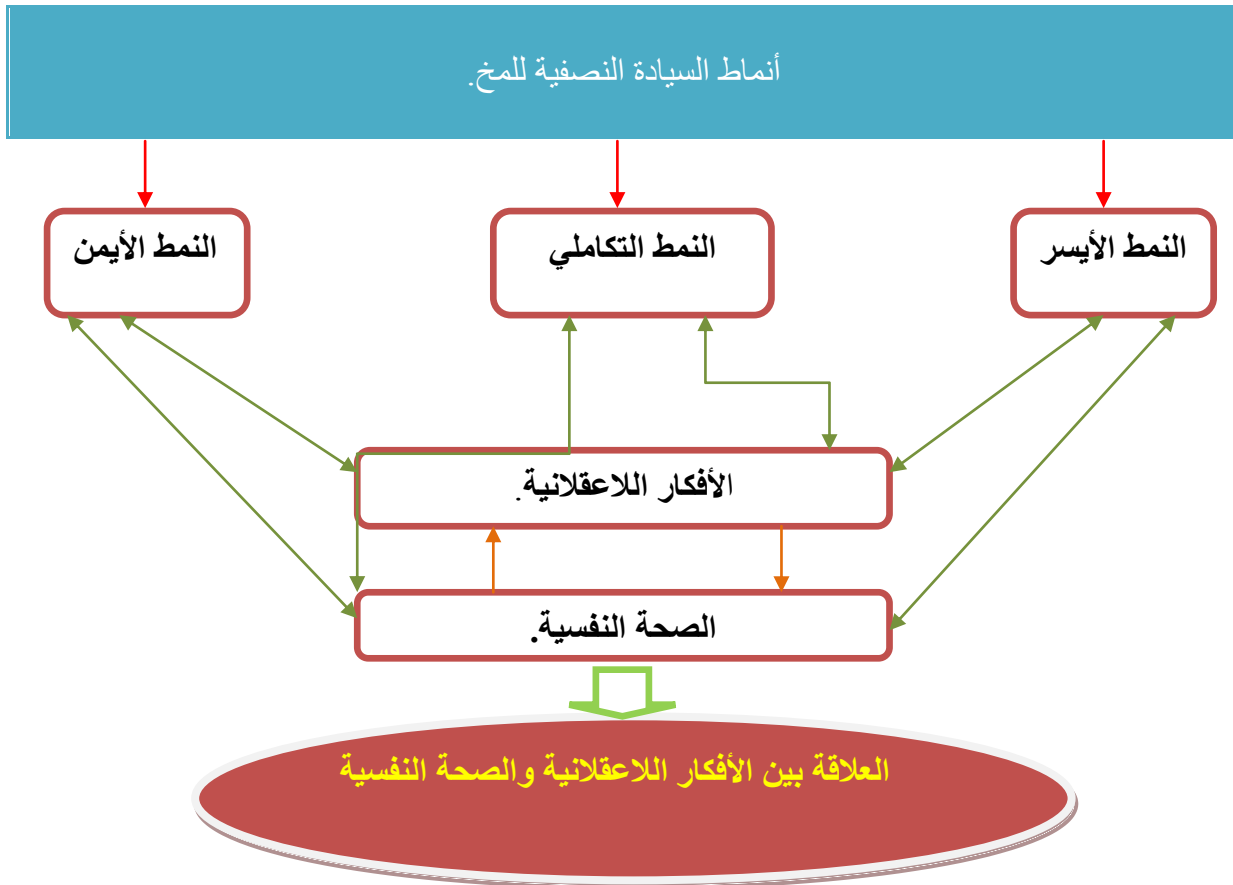 أنماط السيادة النصفية للمخ.
النمط الأيسر
النمط التكاملي
النمط الأيمن
الأفكار اللاعقلانية.
الصحة النفسية.
العلاقة بين الأفكار اللاعقلانية والصحة النفسية